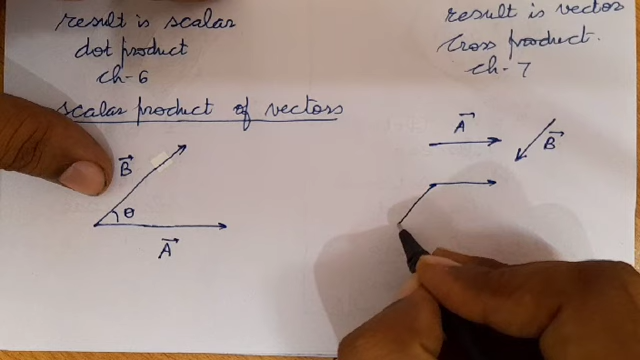 result is scalar
dot product
ch-6
result is vector
Cross product.
ch-7
scalar product of vectors
B
θ
A
A
B